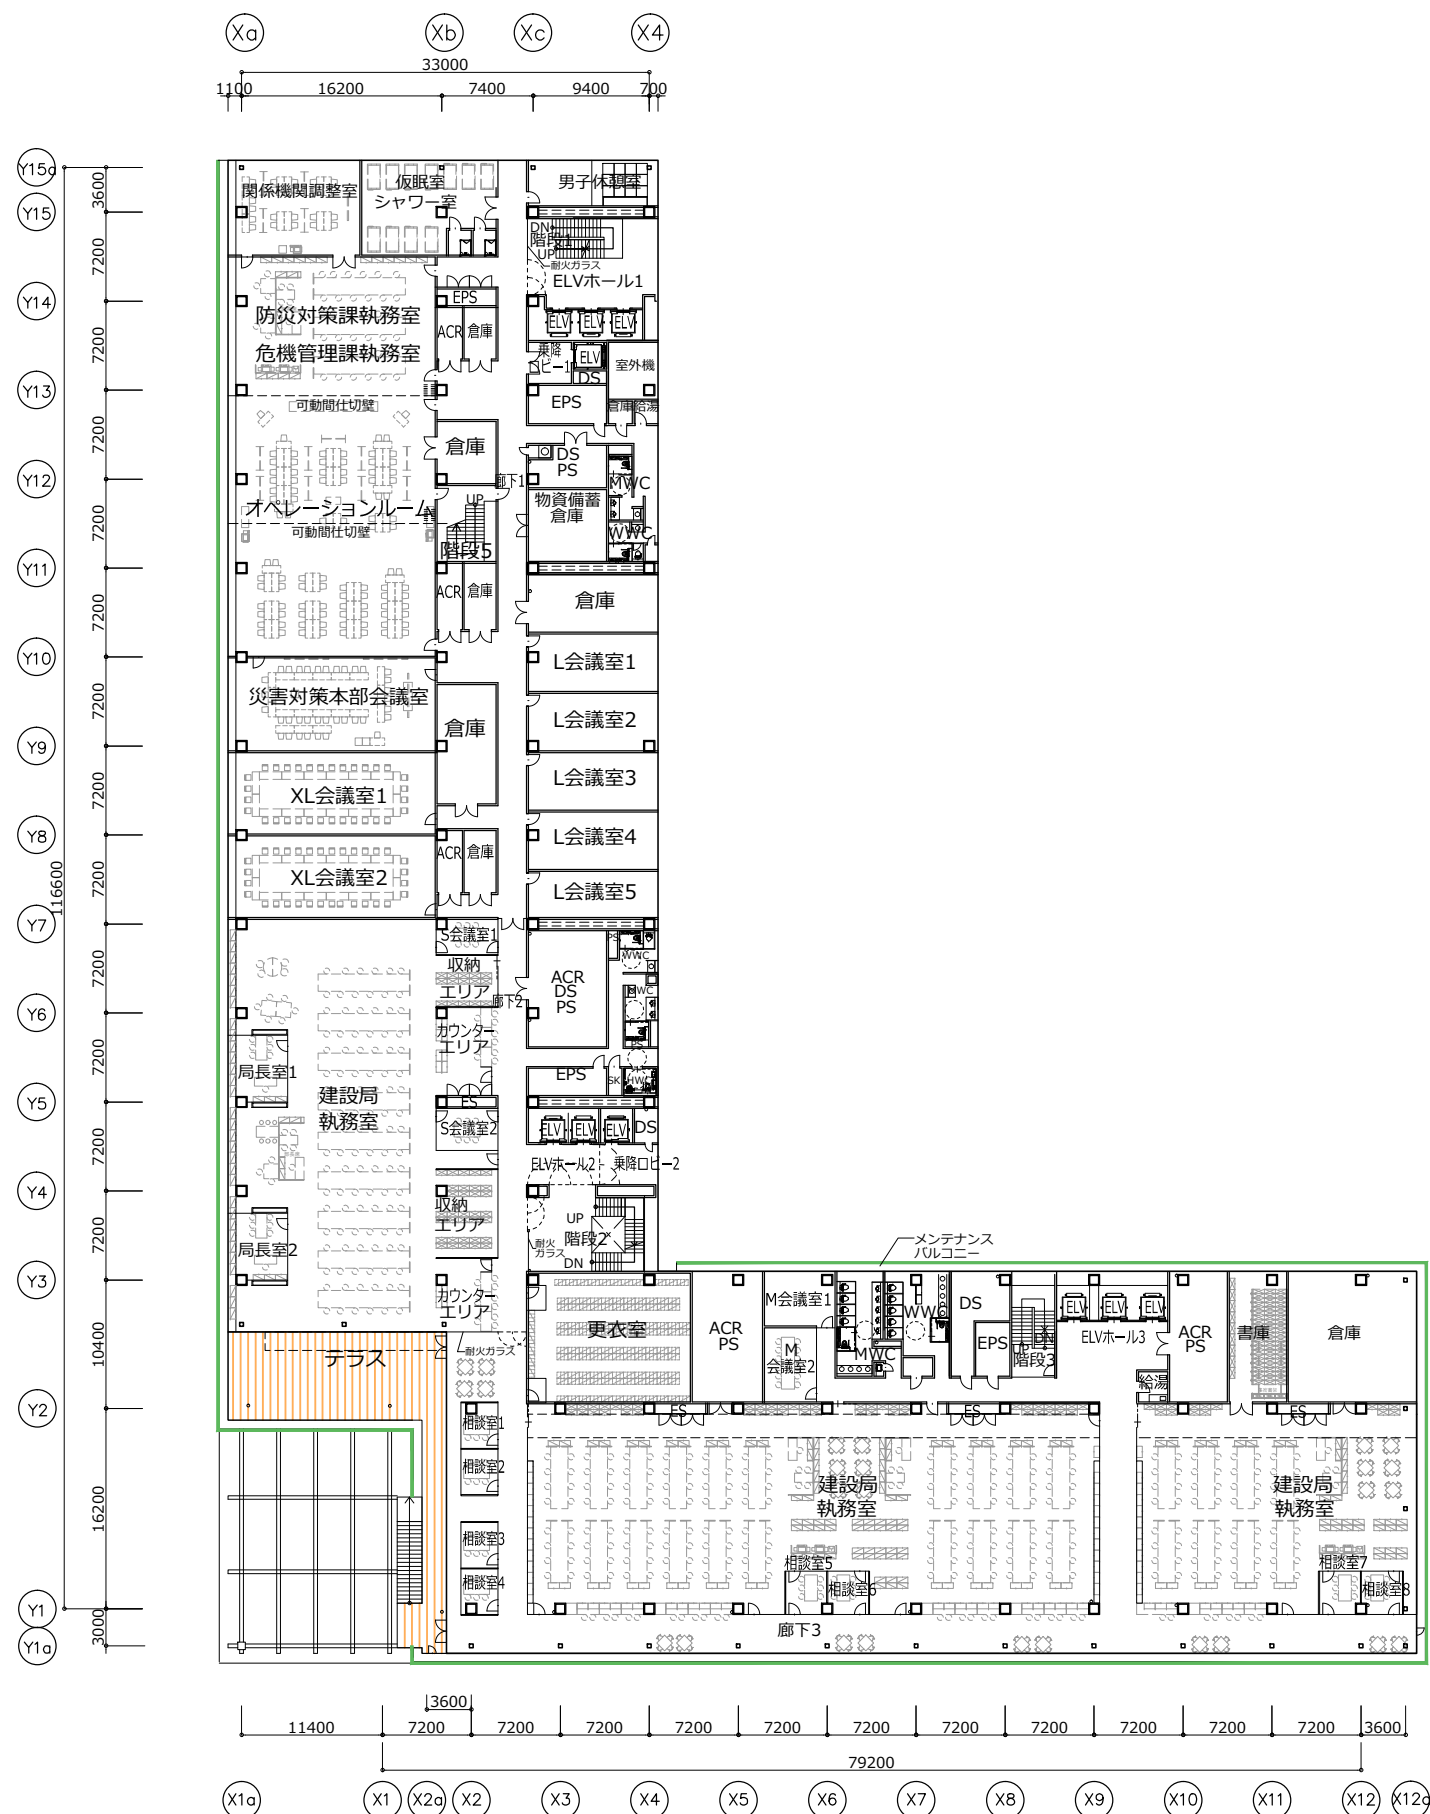 Xa Xb Xc X4
33000
1100 16200 7400 9400 700
Y15a
3600
Y15
7200
Y14
7200
Y13
7200
Y12
7200
Y11
7200
Y10
7200
Y9
7200
Y8
7200
Y7
7200
Y6
7200
Y5
7200
Y4
7200
Y3
10400
Y2
16200
Y1
3000
Y1a
116600
関係機関調整室
仮眠室
シャワー室
男子休憩室
DN
階段1
UP
耐火ガラス
ELVホール1
EPS
防災対策課執務室
ACR
倉庫
ELV
ELV
ELV
危機管理課執務室
乗降
ロビー1
ELV
DS
室外機
可動間仕切壁
EPS
倉庫
給湯
倉庫
DS
PS
廊下1
MWC
UP
物資備蓄
倉庫
オペレーションルーム
可動間仕切壁
WWC
階段5
ACR
倉庫
倉庫
L会議室1
災害対策本部会議室
L会議室2
倉庫
L会議室3
XL会議室1
L会議室4
ACR
倉庫
XL会議室2
L会議室5
S会議室1
PS
WWC
収納
エリア
ACR
DS
PS
廊下2
MWC
カウンター
エリア
PS
局長室1
EPS
SK
HWC
建設局
執務室
ES
S会議室2
ELV
ELV
ELV
DS
ELVホール2
乗降ロビー2
収納
エリア
UP
階段2
耐火
ガラス
DN
局長室2
メンテナンス
バルコニー
カウンター
エリア
M会議室1
更衣室
ACR
PS
M
会議室2
MWC
WWC
DS
EPS
UP
DN
階段3
ELV
ELV
ELV
ELVホール3
給湯
ACR
PS
書庫
倉庫
耐火ガラス
テラス
ES
ES
ES
相談室1
相談室2
相談室3
相談室4
建設局
執務室
建設局
執務室
相談室5
相談室6
相談室7
相談室8
廊下3
3600
11400 7200 7200 7200 7200 7200 7200 7200 7200 7200 7200 7200 3600
79200
X1a X1 X2a X2 X3 X4 X5 X6 X7 X8 X9 X10 X11 X12 X12a